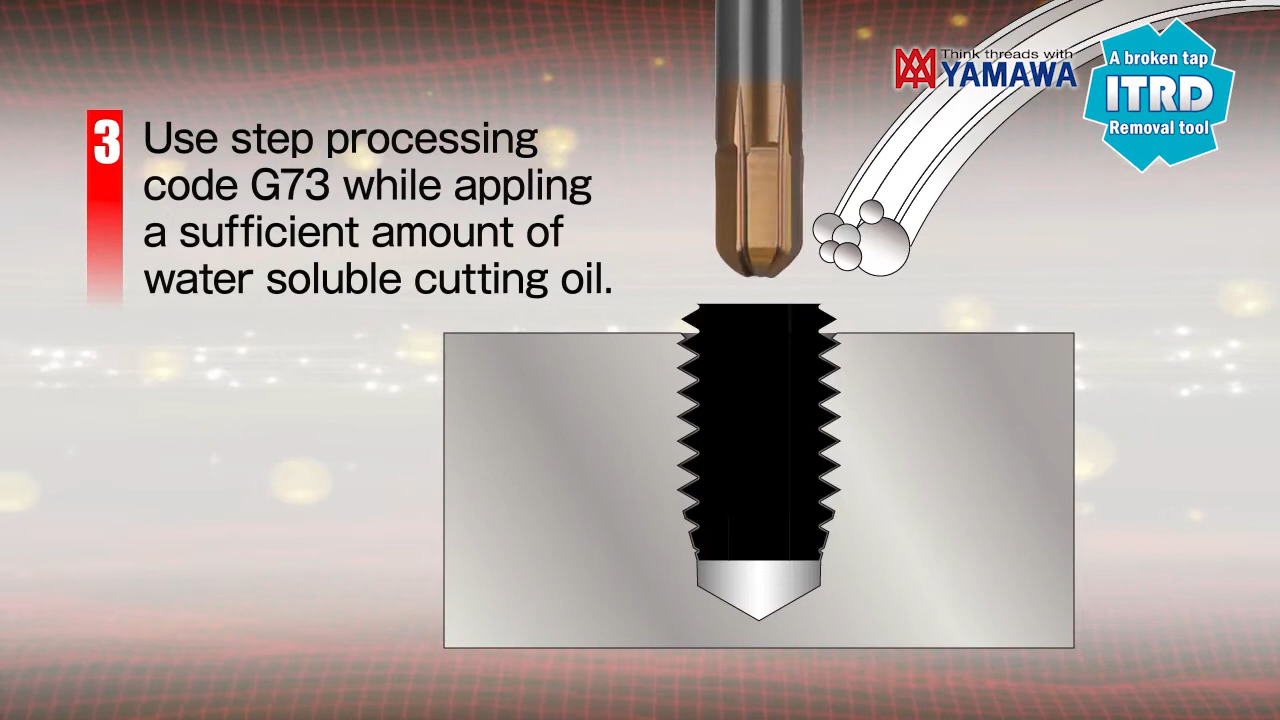 Think threads with
YAMAWA
A broken tap
ITRD
Removal tool
3
Use step processing
code G73 while appling
a sufficient amount of
water soluble cutting oil.